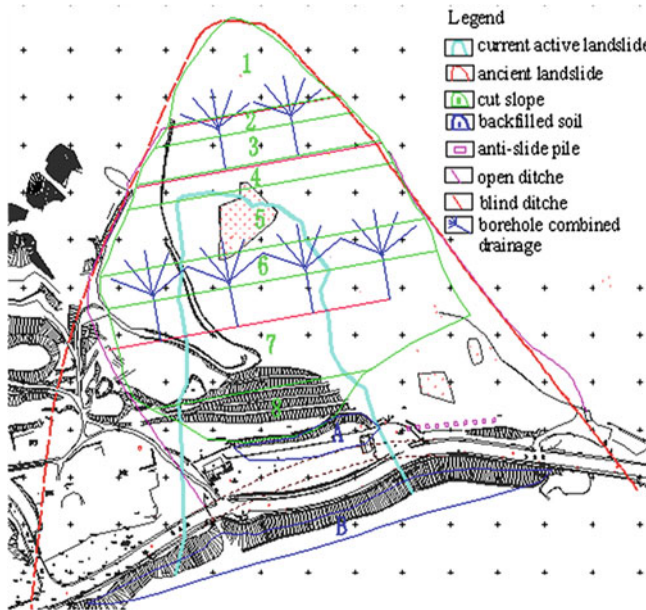 Legend
current active landslide
ancient landslide
cut slope
backfilled soil
anti-slide pile
open ditche
blind ditche
borehole combined
drainage
1
2
3
4
5
6
7
8
A
B